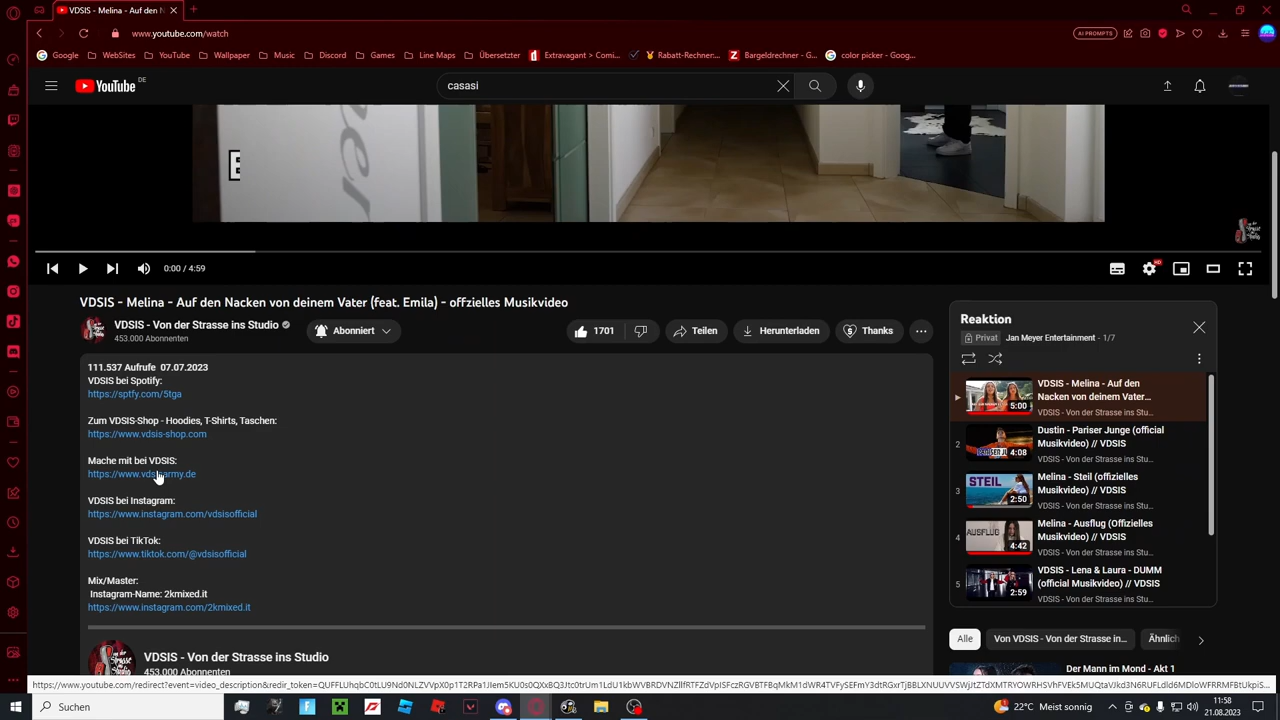 VDSIS - Melina - Auf den N
www.youtube.com/watch
AI PROMPTS
Google
WebSites
YouTube
Wallpaper
Music
Discord
Games
Line Maps
Übersetzter
Extravagant > Comi...
Rabatt-Rechner:...
Bargeldrechner:...
color picker - Goog...
YouTube DE
casasi
0:00 / 4:59
HD
VDSIS - Melina - Auf den Nacken von deinem Vater (feat. Emila) - offzielles Musikvideo
VDSIS - Von der Strasse ins Studio
453.000 Abonnenten
Abonniert
1701
Teilen
Herunterladen
Thanks
111.537 Aufrufe 07.07.2023
VDSIS bei Spotify:
https://sptfy.com/5tga
Zum VDSIS-Shop - Hoodies, T-Shirts, Taschen:
https://www.vdsis-shop.com
Mache mit bei VDSIS:
https://www.vdsisarmy.de
VDSIS bei Instagram:
https://www.instagram.com/vdsisofficial
VDSIS bei TikTok:
https://www.tiktok.com/@vdsisofficial
Mix/Master:
Instagram-Name: 2kmixed.it
https://www.instagram.com/2kmixed.it
VDSIS - Von der Strasse ins Studio
453.000 Abonnenten
Reaktion
Privat Jan Meyer Entertainment - 1/7
5:00
VDSIS - Melina - Auf den
Nacken von deinem Vater...
VDSIS - Von der Strasse ins Stu...
2
4:08
Dustin - Pariser Junge (official
Musikvideo) // VDSIS
VDSIS - Von der Strasse ins Stu...
3
STEIL
2:50
Melina - Steil (offizielles
Musikvideo) // VDSIS
VDSIS - Von der Strasse ins Stu...
4
AUSFLUG
4:42
Melina - Ausflug (Offizielles
Musikvideo) // VDSIS
VDSIS - Von der Strasse ins Stu...
5
2:59
VDSIS - Lena & Laura - DUMM
(official Musikvideo) // VDSIS
VDSIS - Von der Strasse ins Stu...
Alle
Von VDSIS - Von der Strasse in...
Ähnlich
Der Mann im Mond - Akt 1
Suchen
22°C Meist sonnig
11:58
21.08.2023